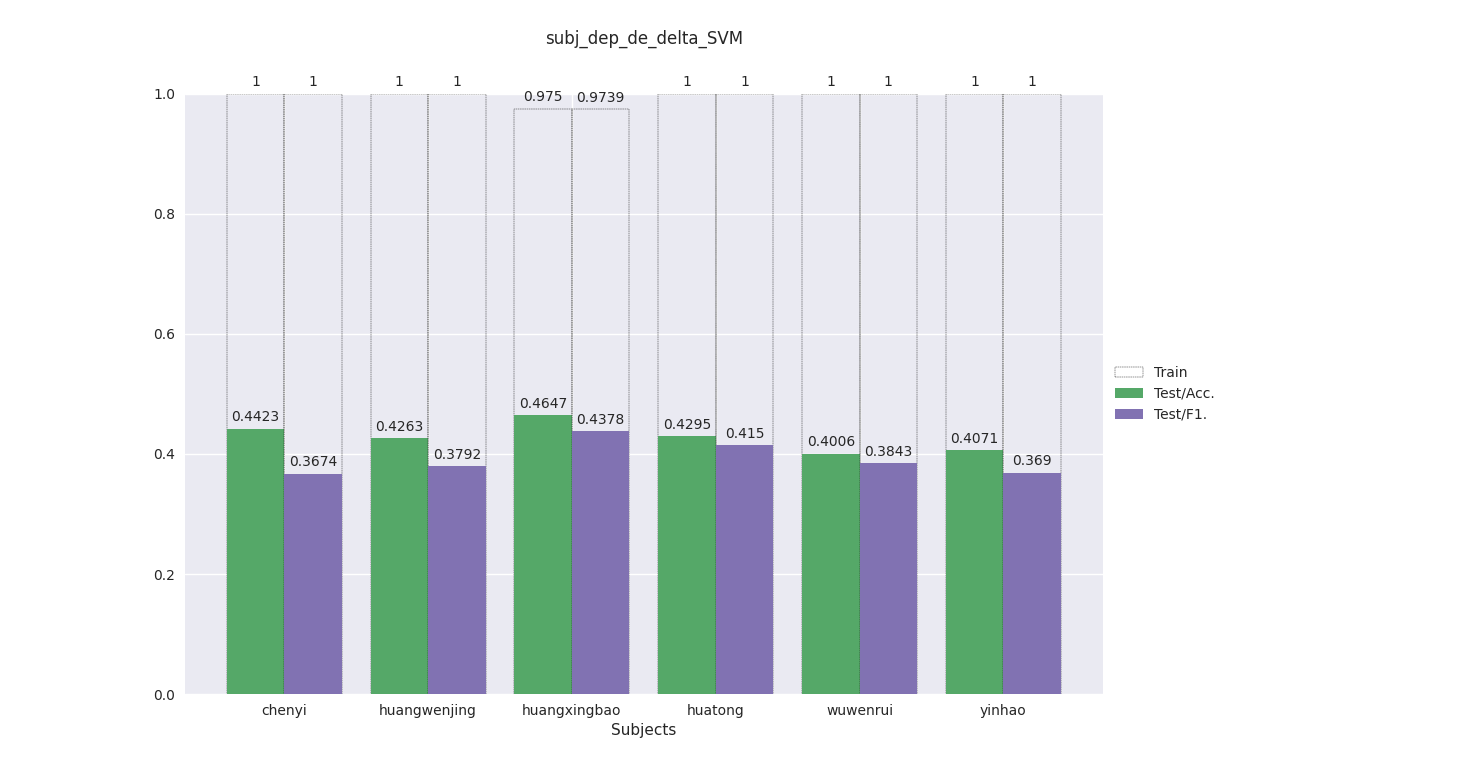 subj_dep_de_delta_SVM
1 1 1 1 0.975 0.9739 1 1 1 1 1 1
1.0
0.8
0.6
0.4
0.2
0.0
0.4423 0.3674 0.4263 0.3792 0.4647 0.4378 0.4295 0.415 0.4006 0.3843 0.4071 0.369
chenyi huangwenjing huangxingbao huatong wuwenrui yinhao
Subjects
Train
Test/Acc.
Test/F1.